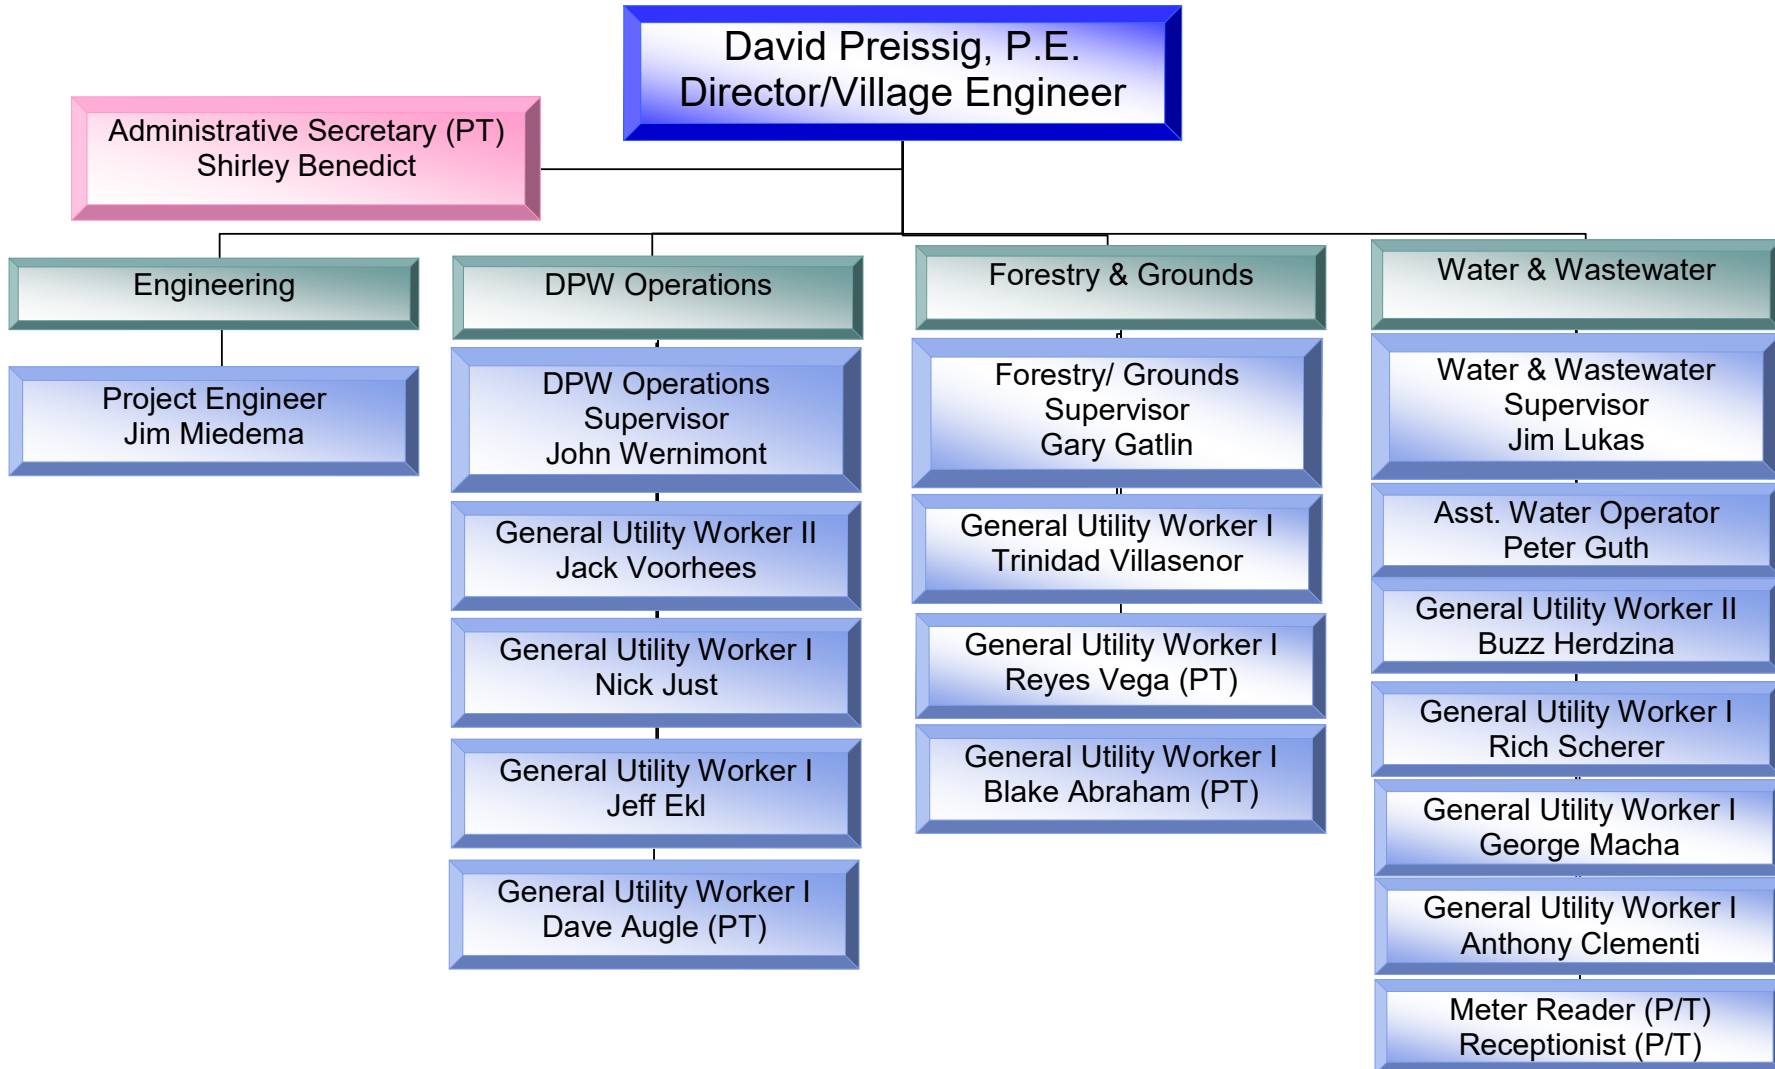 David Preissig, P.E.
Director/Village Engineer
Administrative Secretary (PT)
Shirley Benedict
Engineering
Project Engineer
Jim Miedema
DPW Operations
DPW Operations
Supervisor
John Wernimont
General Utility Worker II
Jack Voorhees
General Utility Worker I
Nick Just
General Utility Worker I
Jeff Ekl
General Utility Worker I
Dave Augle (PT)
Forestry & Grounds
Forestry/ Grounds
Supervisor
Gary Gatlin
General Utility Worker I
Trinidad Villasenor
General Utility Worker I
Reyes Vega (PT)
General Utility Worker I
Blake Abraham (PT)
Water & Wastewater
Water & Wastewater
Supervisor
Jim Lukas
Asst. Water Operator
Peter Guth
General Utility Worker II
Buzz Herdzina
General Utility Worker I
Rich Scherer
General Utility Worker I
George Macha
General Utility Worker I
Anthony Clementi
Meter Reader (P/T)
Receptionist (P/T)